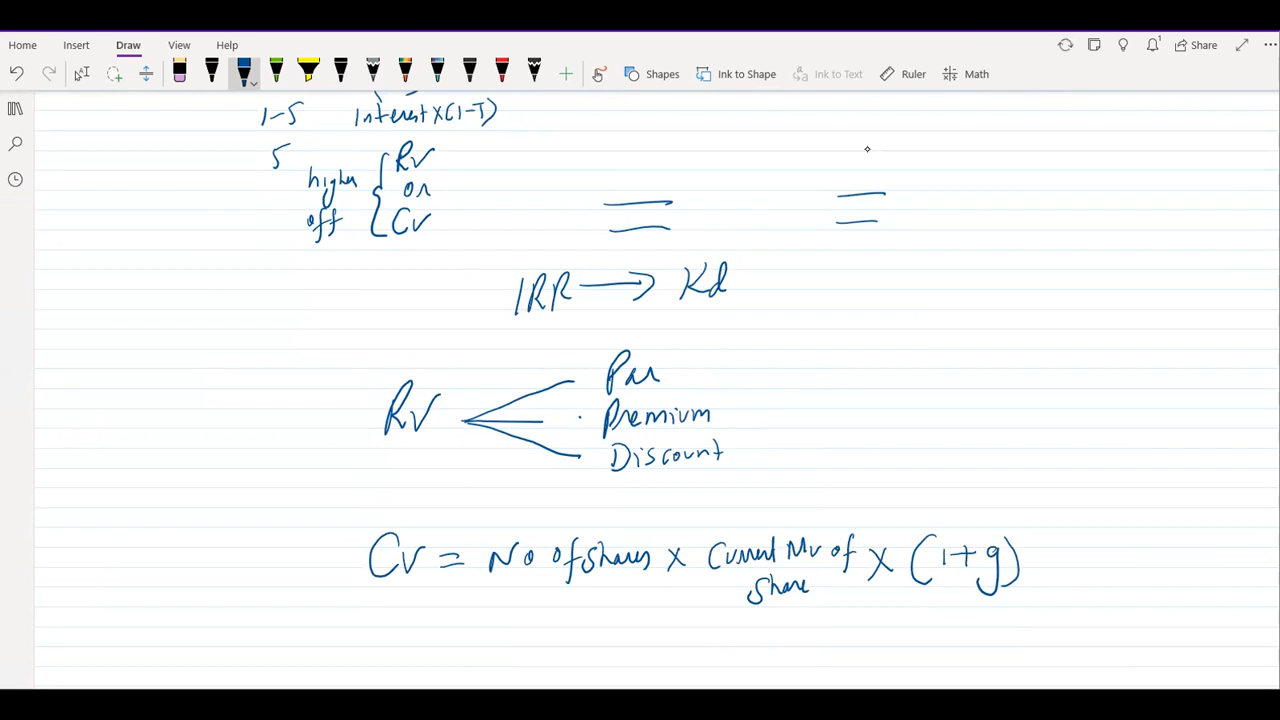 Home Insert Draw View Help
1 Share
Shapes Ink to Shape Ink to Text Ruler Math
1-5 Interest x (1-T)
5 higher off { RV or CV
IRR → Kd
RV
Par
Premium
Discount
CV = No of shares x Current Mv of share x (1+g)